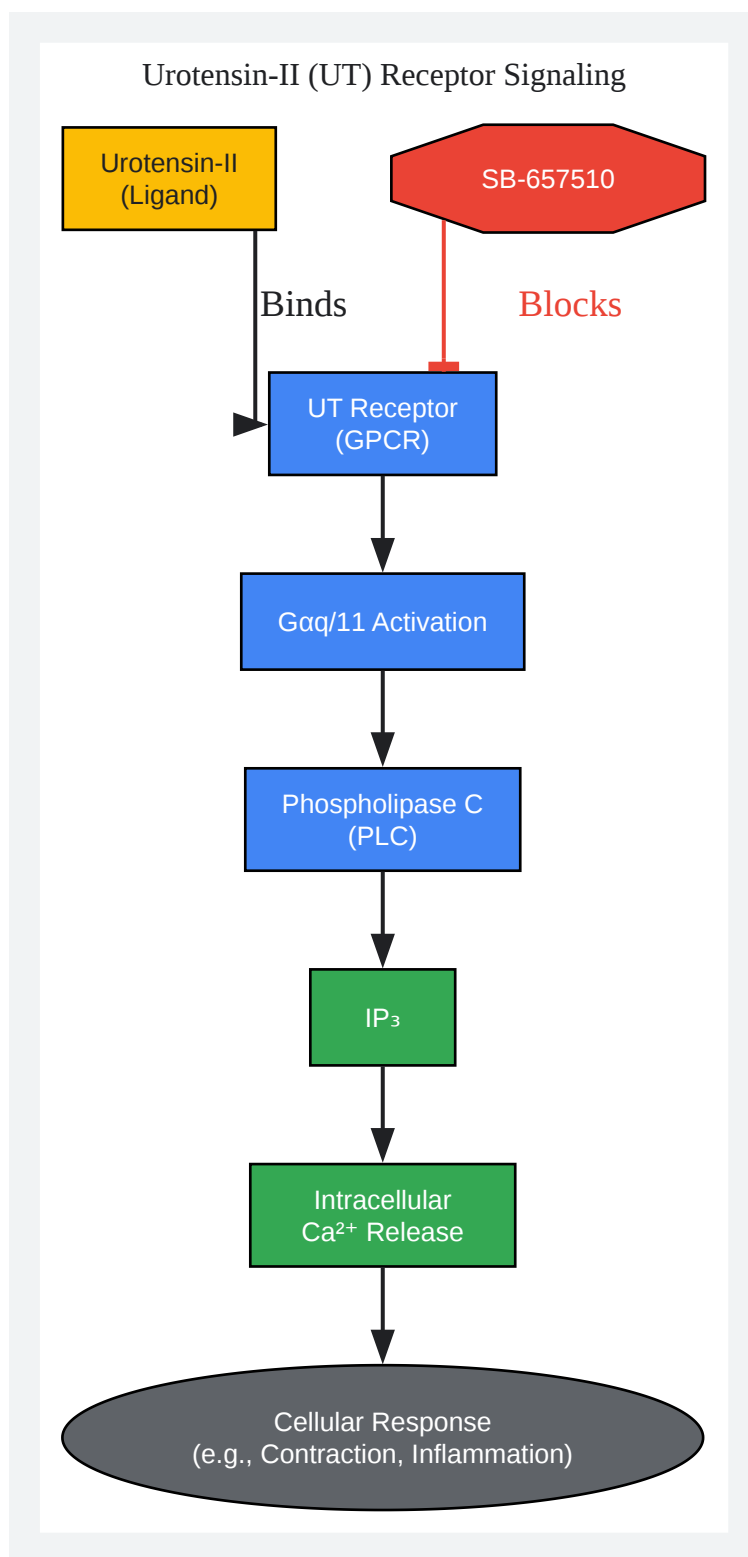 Urotensin-II (UT) Receptor Signaling
Urotensin-II
(Ligand)
SB-657510
Binds
Blocks
UT Receptor
(GPCR)
Gαq/11 Activation
Phospholipase C
(PLC)
IP₃
Intracellular
Ca²⁺ Release
Cellular Response
(e.g., Contraction, Inflammation)